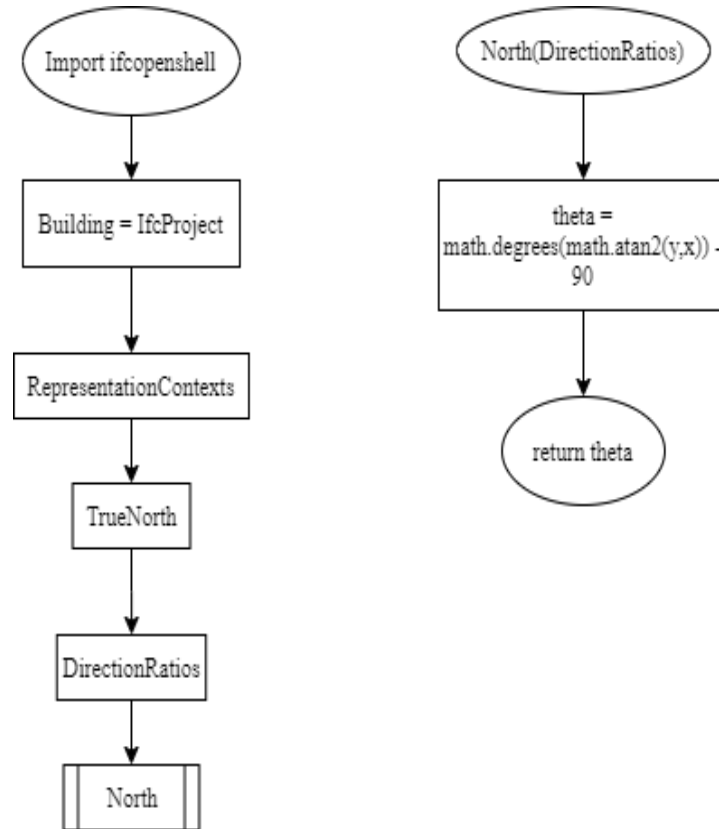 Import ifcopenshell
Building = IfcProject
RepresentationContexts
TrueNorth
DirectionRatios
North
North(DirectionRatios)
theta =
math.degrees(math.atan2(y,x)) -
90
return theta